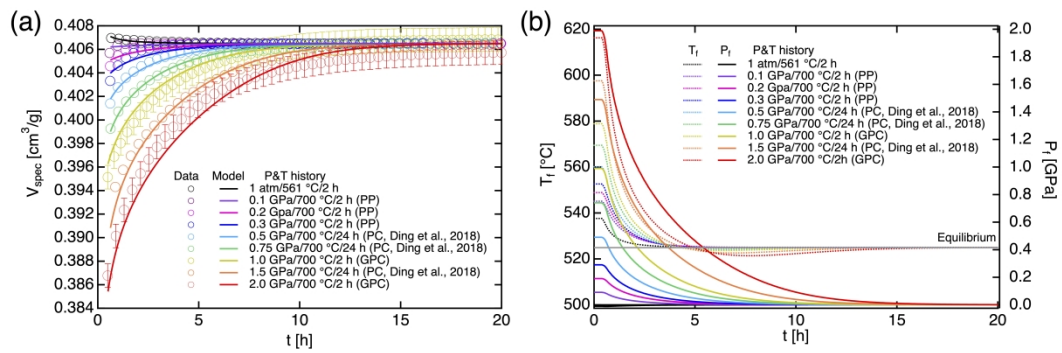 (a)
0.408
0.406
0.404
0.402
0.400
0.398
0.396
0.394
0.392
0.390
0.388
0.386
0.384
V_spec [cm³/g]
Data Model P&T history
1 atm/561 °C/2 h
0.1 GPa/700 °C/2 h (PP)
0.2 Gpa/700 °C/2 h (PP)
0.3 GPa/700 °C/2 h (PP)
0.5 GPa/700 °C/24 h (PC, Ding et al., 2018)
0.75 GPa/700 °C/24 h (PC, Ding et al., 2018)
1.0 GPa/700 °C/2 h (GPC)
1.5 GPa/700 °C/24 h (PC, Ding et al., 2018)
2.0 GPa/700 °C/2 h (GPC)
0 5 10 15 20
t [h]
(b)
620
600
580
560
540
520
500
T_f [°C]
T_f P_f P&T history
1 atm/561 °C/2 h
0.1 GPa/700 °C/2 h (PP)
0.2 GPa/700 °C/2 h (PP)
0.3 GPa/700 °C/2 h (PP)
0.5 GPa/700 °C/24 h (PC, Ding et al., 2018)
0.75 GPa/700 °C/24 h (PC, Ding et al., 2018)
1.0 GPa/700 °C/2 h (GPC)
1.5 GPa/700 °C/24 h (PC, Ding et al., 2018)
2.0 GPa/700 °C/2h (GPC)
Equilibrium
2.0
1.8
1.6
1.4
1.2
1.0
0.8
0.6
0.4
0.2
0.0
P_f [GPa]
0 5 10 15 20
t [h]